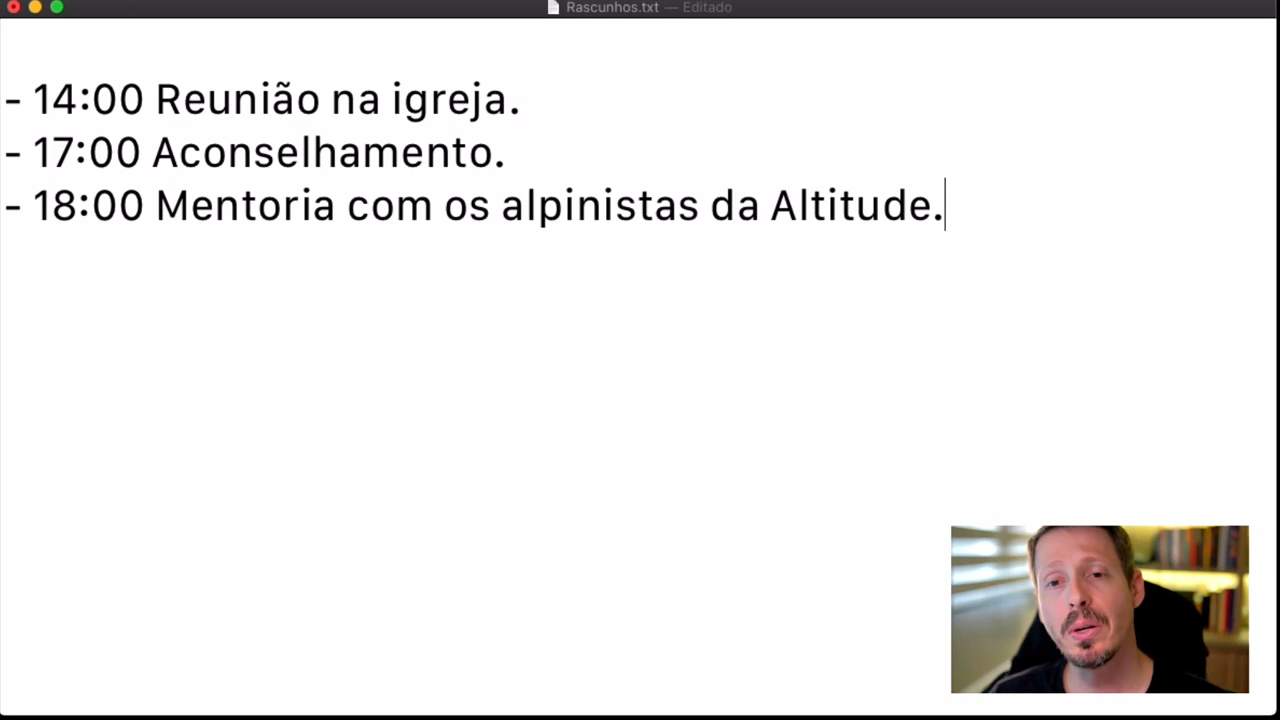 Rascunhos.txt — Editado
- 14:00 Reunião na igreja.
- 17:00 Aconselhamento.
- 18:00 Mentoria com os alpinistas da Altitude.